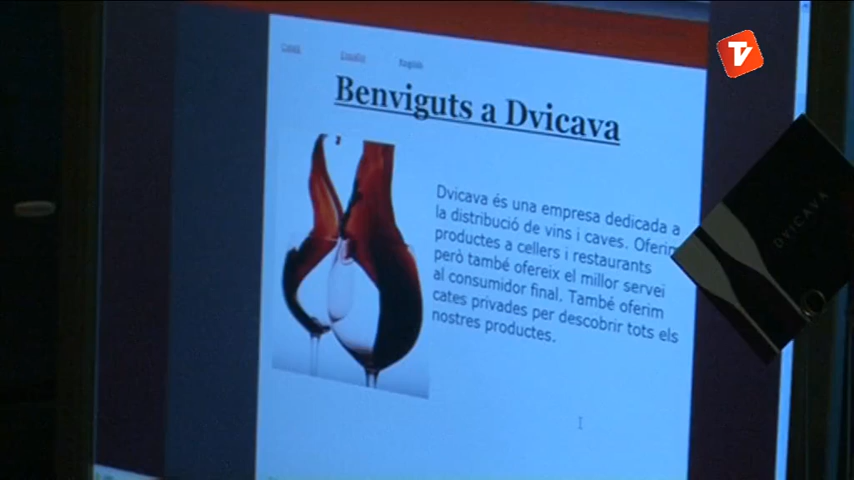 TV
Català Español English
Benviguts a Dvicava
Dvicava és una empresa dedicada a
la distribució de vins i caves. Oferim
productes a cellers i restaurants
però també ofereix el millor servei
al consumidor final. També oferim
cates privades per descobrir tots els
nostres productes.
DVICAVA